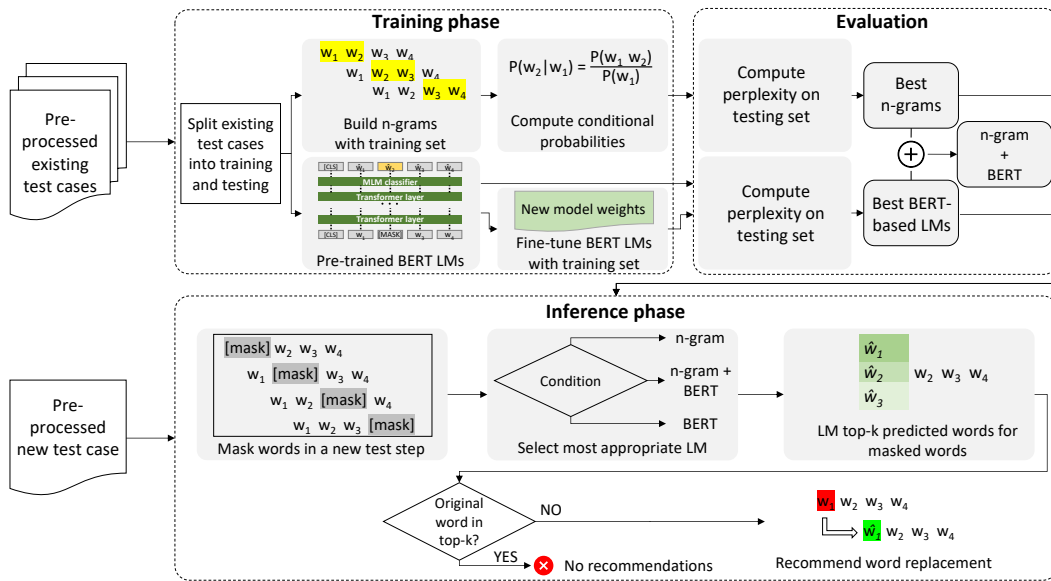 Training phase
Evaluation
Pre-
processed
existing
test cases
Split existing
test cases
into training
and testing
w1 w2 w3 w4
w1 w2 w3 w4
w1 w2 w3 w4
Build n-grams
with training set
P(w2|w1) = P(w1 w2)
P(w1)
Compute conditional
probabilities
[CLS] ŵ1 ŵ2 ŵ3 ŵ4
MLM classifier
Transformer layer
. . .
Transformer layer
[CLS] w1 [MASK] w3 w4
Pre-trained BERT LMs
New model weights
Fine-tune BERT LMs
with training set
Compute
perplexity on
testing set
Compute
perplexity on
testing set
Best
n-grams
+
Best BERT-
based LMs
n-gram
+
BERT
Inference phase
Pre-
processed
new test case
[mask] w2 w3 w4
w1 [mask] w3 w4
w1 w2 [mask] w4
w1 w2 w3 [mask]
Mask words in a new test step
Condition
n-gram
n-gram +
BERT
BERT
Select most appropriate LM
ŵ1
ŵ2 w2 w3 w4
ŵ3
LM top-k predicted words for
masked words
Original
word in
top-k?
NO
YES
No recommendations
w1 w2 w3 w4
ŵ1 w2 w3 w4
Recommend word replacement